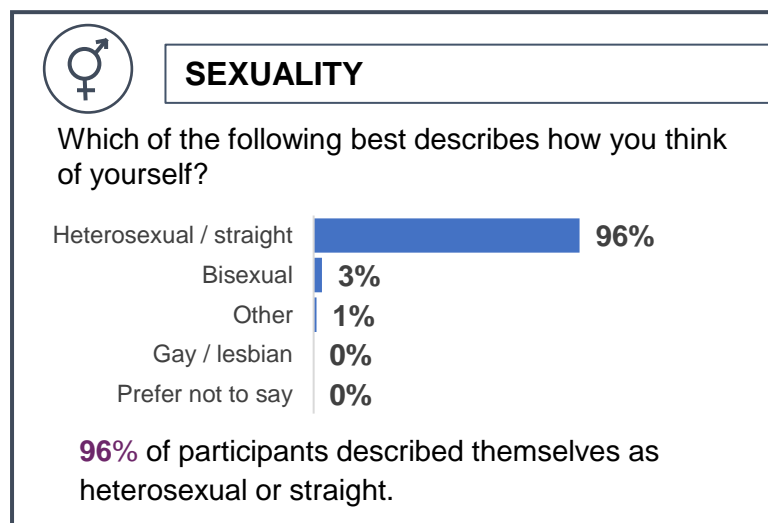 SEXUALITY
Which of the following best describes how you think
of yourself?
Heterosexual / straight 96%
Bisexual 3%
Other 1%
Gay / lesbian 0%
Prefer not to say 0%
96% of participants described themselves as
heterosexual or straight.